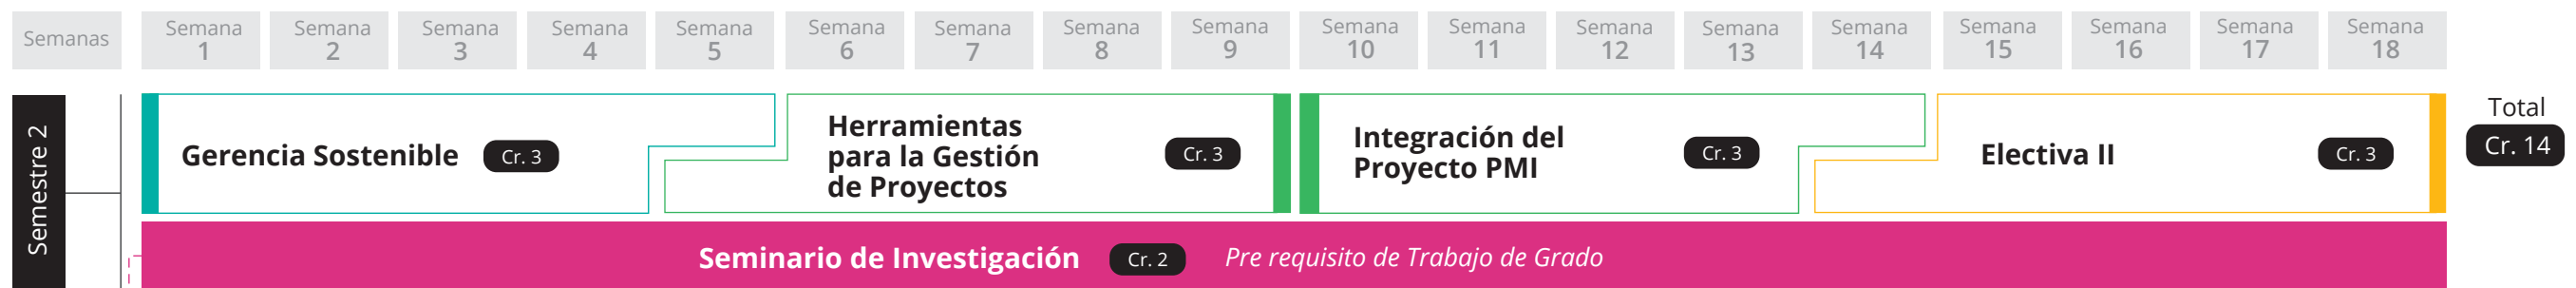 Semanas
Semana
1
Semana
2
Semana
3
Semana
4
Semana
5
Semana
6
Semana
7
Semana
8
Semana
9
Semana
10
Semana
11
Semana
12
Semana
13
Semana
14
Semana
15
Semana
16
Semana
17
Semana
18
Semestre 2
Gerencia Sostenible Cr. 3
Herramientas
para la Gestión
de Proyectos
Cr. 3
Integración del
Proyecto PMI
Cr. 3
Electiva II Cr. 3
Total
Cr. 14
Seminario de Investigación Cr. 2 Pre requisito de Trabajo de Grado